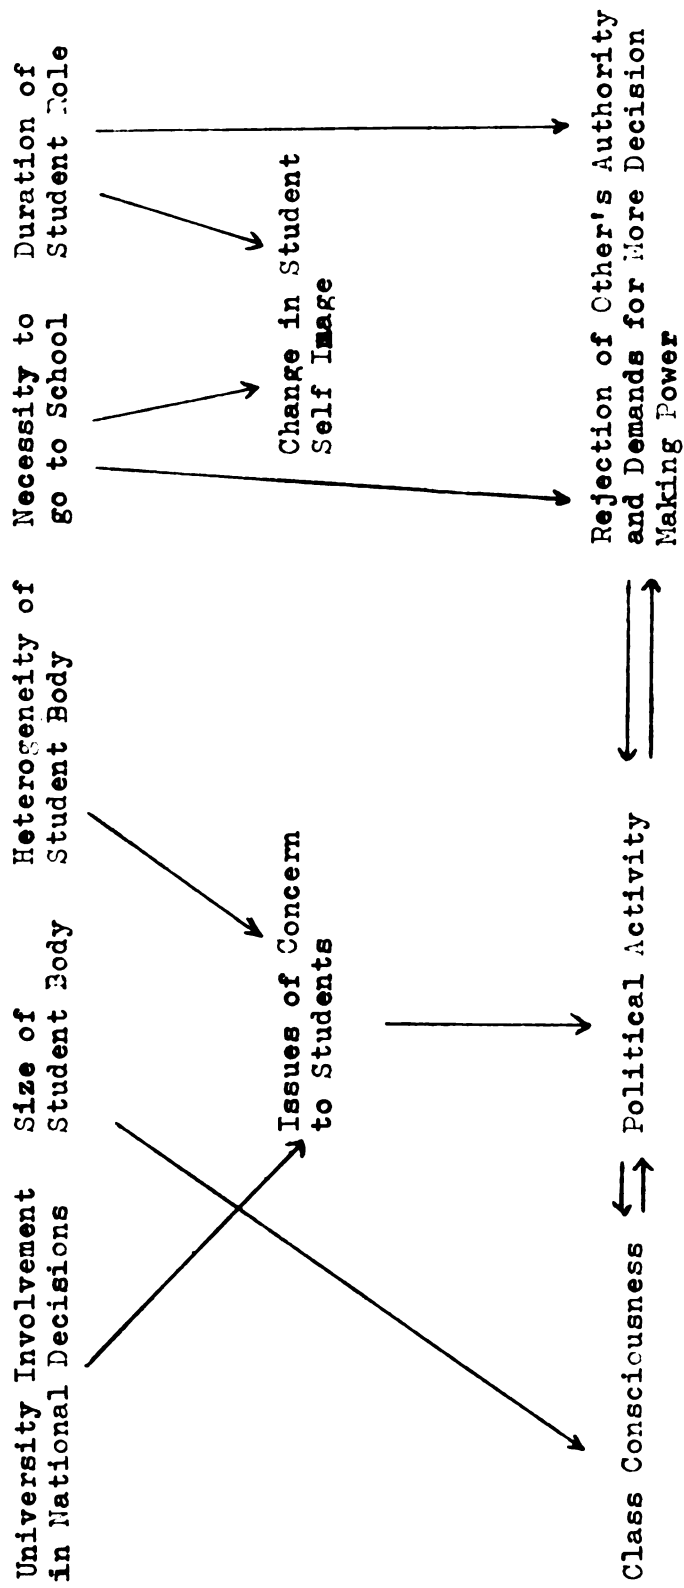 University Involvement
in National Decisions
Size of
Student Body
Heterogeneity of
Student Body
Necessity to
go to School
Duration of
Student Role
Issues of Concern
to Students
Change in Student
Self Image
Class Consciousness
Political Activity
Rejection of Other's Authority
and Demands for More Decision
Making Power